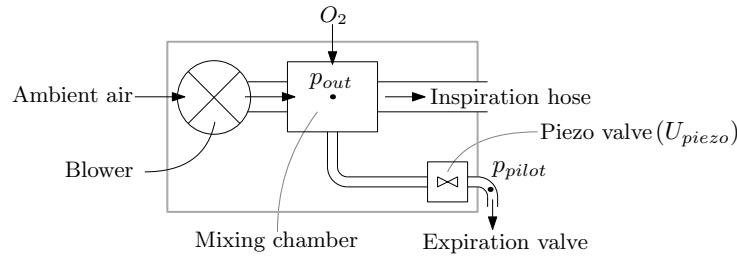 O₂
p_out
Ambient air
Inspiration hose
Piezo valve (U_piezo)
Blower
p_pilot
Mixing chamber
Expiration valve